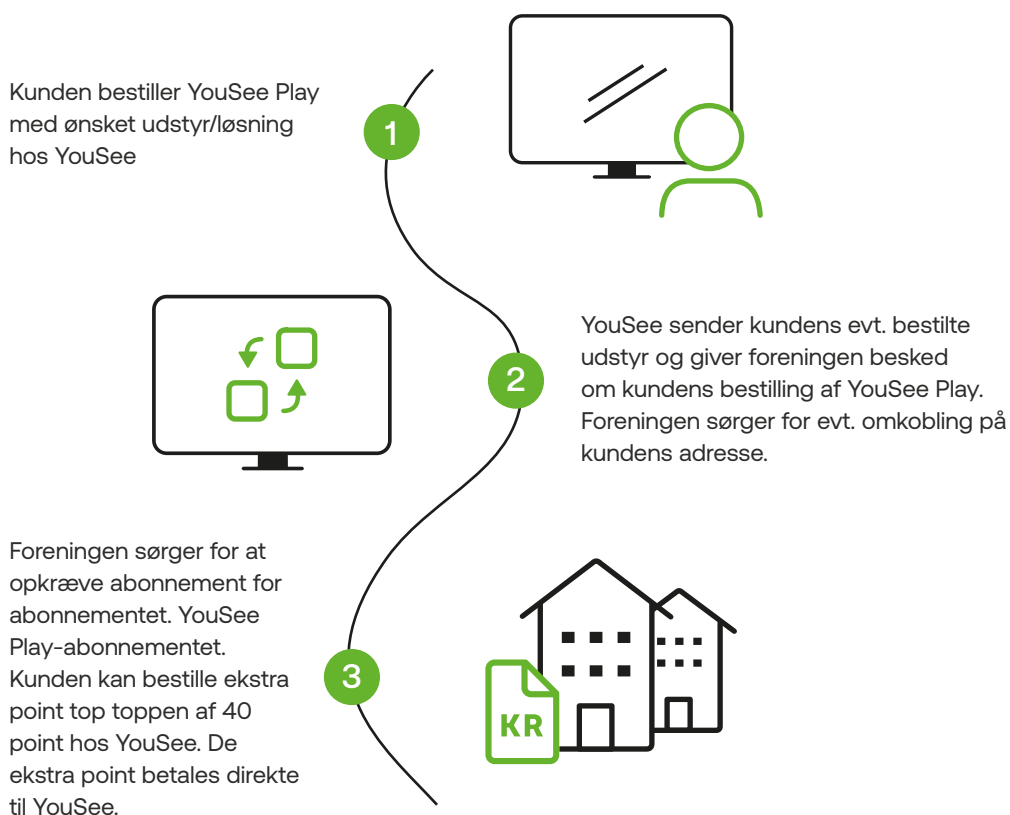 Kunden bestiller YouSee Play
med ønsket udstyr/løsning
hos YouSee
1
YouSee sender kundens evt. bestilte
udstyr og giver foreningen besked
om kundens bestilling af YouSee Play.
Foreningen sørger for evt. omkobling på
kundens adresse.
2
Foreningen sørger for at
opkræve abonnement for
abonnementet. YouSee
Play-abonnementet.
Kunden kan bestille ekstra
point top toppen af 40
point hos YouSee. De
ekstra point betales direkte
til YouSee.
3
KR